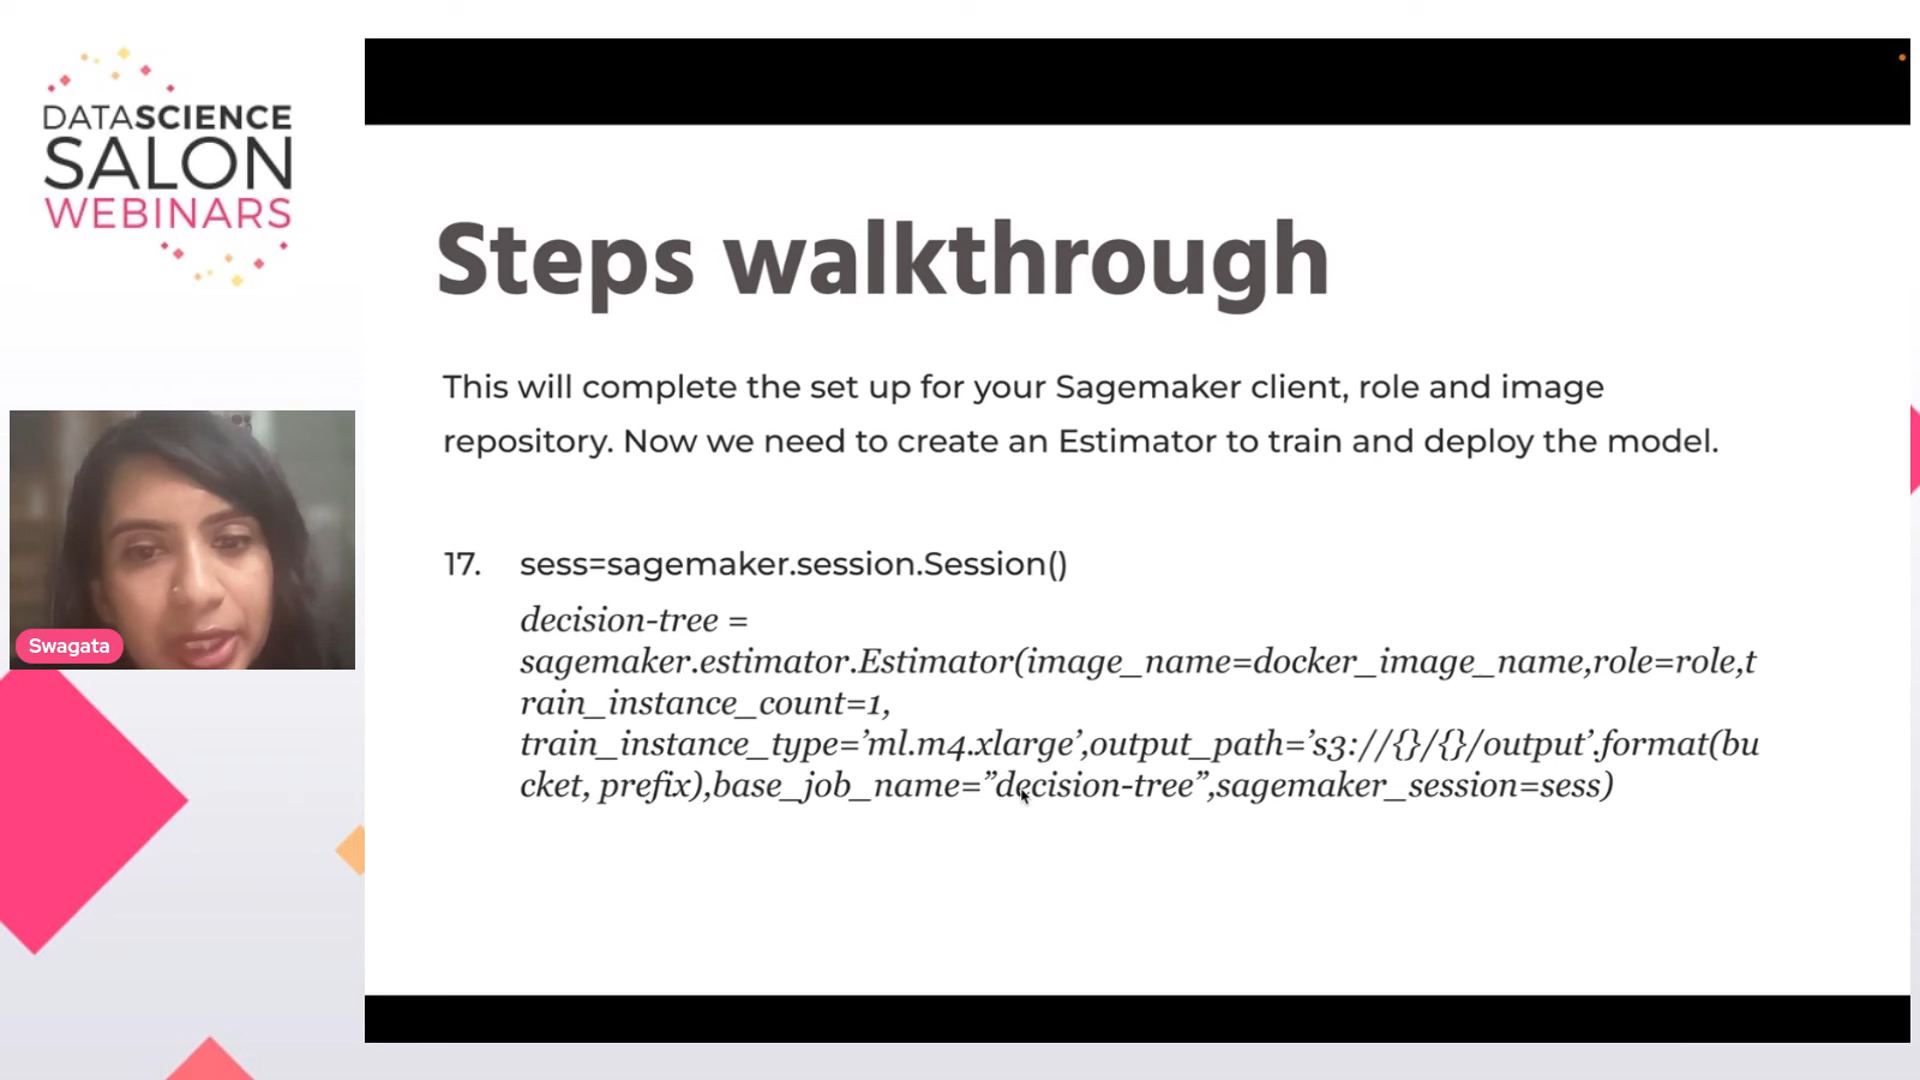 DATASCIENCE
SALON
WEBINARS
Steps walkthrough
This will complete the set up for your Sagemaker client, role and image
repository. Now we need to create an Estimator to train and deploy the model.
17. sess=sagemaker.session.Session()
decision-tree =
sagemaker.estimator.Estimator(image_name=docker_image_name,role=role,t
rain_instance_count=1,
train_instance_type=’ml.m4.xlarge’,output_path=’s3://{}/{}/output’.format(bu
cket, prefix),base_job_name=”decision-tree”,sagemaker_session=sess)
Swagata